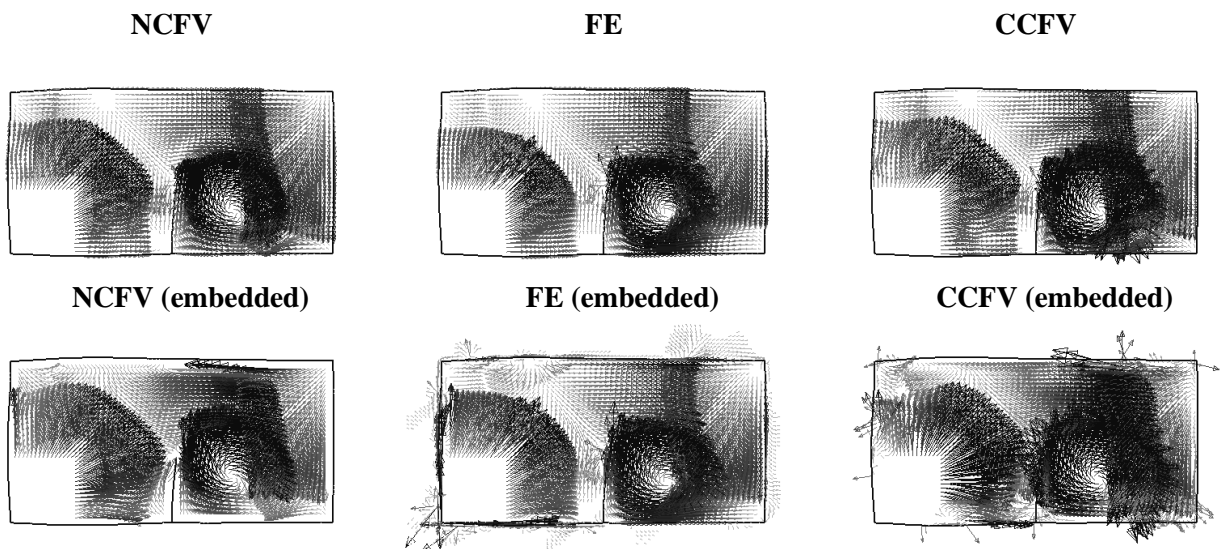 NCFV
FE
CCFV
NCFV (embedded)
FE (embedded)
CCFV (embedded)